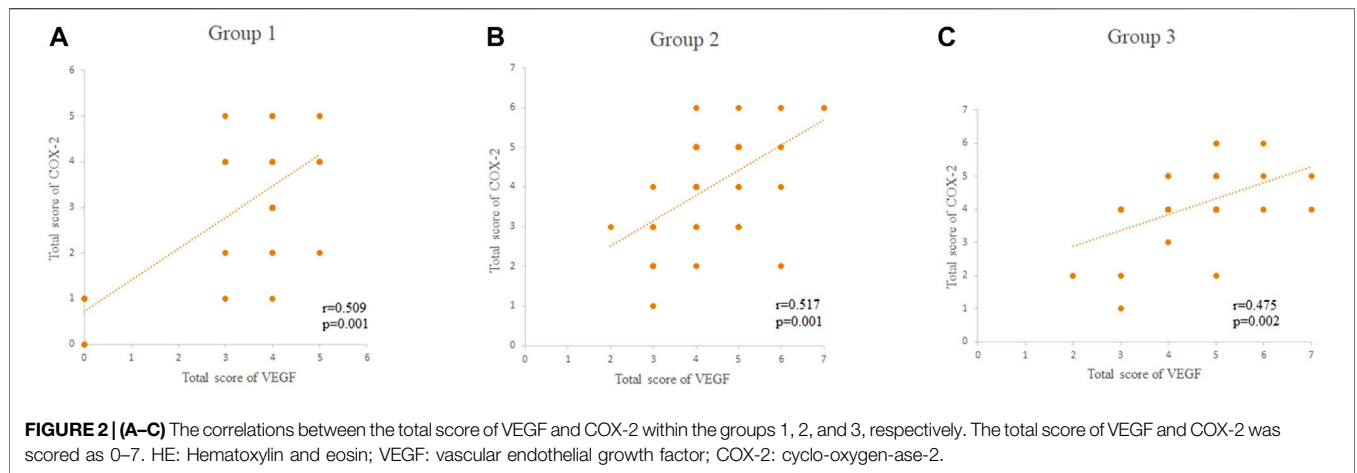 A
Group 1
Total score of COX-2
6
5
4
3
2
1
0
r=0.509
p=0.001
0 1 2 3 4 5 6
Total score of VEGF
B
Group 2
Total score of COX-2
7
6
5
4
3
2
1
0
r=0.517
p=0.001
0 1 2 3 4 5 6 7
Total score of VEGF
C
Group 3
Total score of COX-2
7
6
5
4
3
2
1
0
r=0.475
p=0.002
0 1 2 3 4 5 6 7
Total score of VEGF
FIGURE 2 | (A–C) The correlations between the total score of VEGF and COX-2 within the groups 1, 2, and 3, respectively. The total score of VEGF and COX-2 was
scored as 0–7. HE: Hematoxylin and eosin; VEGF: vascular endothelial growth factor; COX-2: cyclo-oxygen-ase-2.